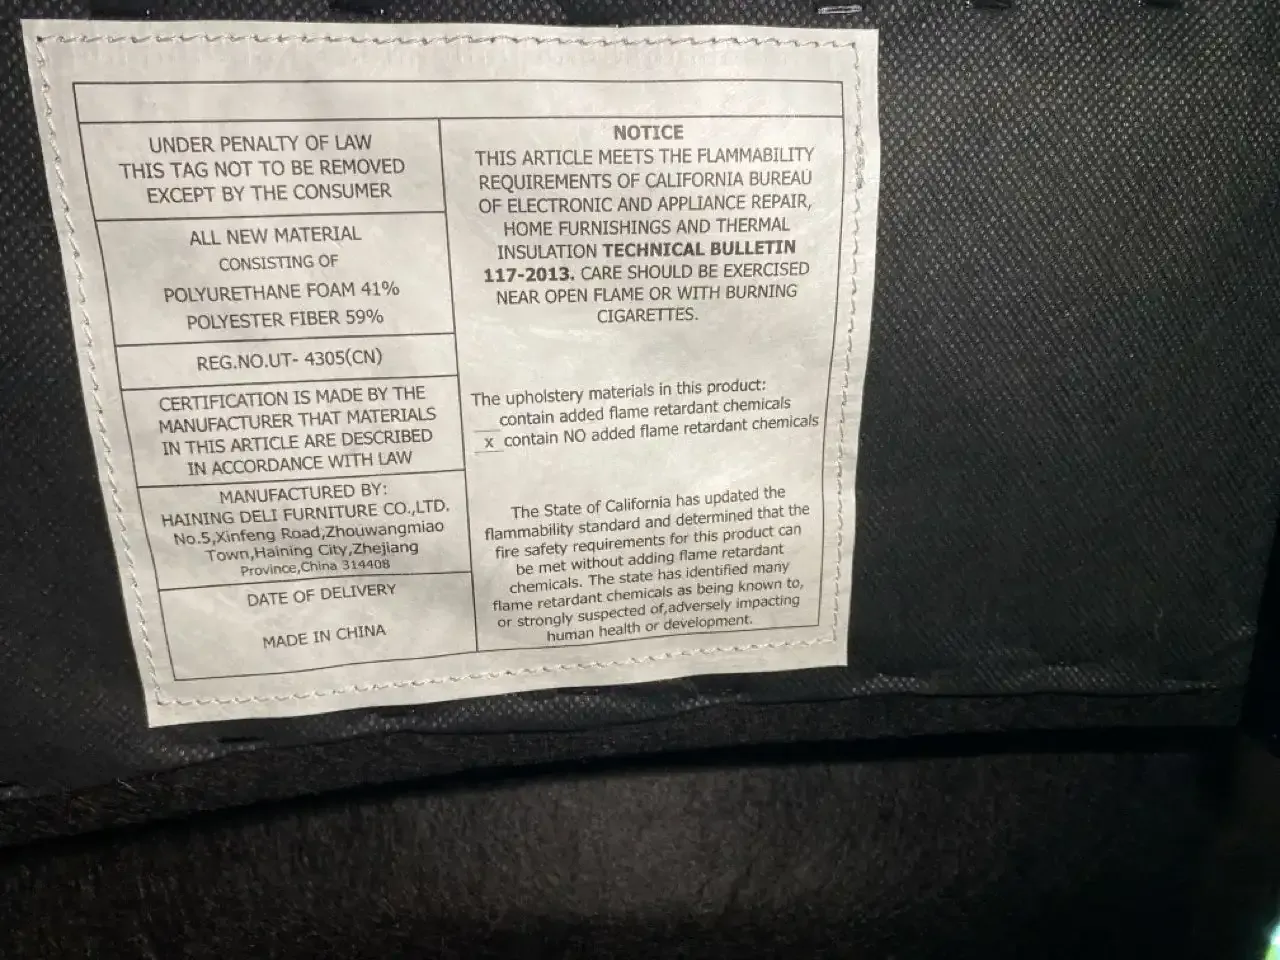 UNDER PENALTY OF LAW
THIS TAG NOT TO BE REMOVED
EXCEPT BY THE CONSUMER
ALL NEW MATERIAL
CONSISTING OF
POLYURETHANE FOAM 41%
POLYESTER FIBER 59%
REG.NO.UT- 4305(CN)
CERTIFICATION IS MADE BY THE
MANUFACTURER THAT MATERIALS
IN THIS ARTICLE ARE DESCRIBED
IN ACCORDANCE WITH LAW
MANUFACTURED BY:
HAINING DELI FURNITURE CO.,LTD.
No.5,Xinfeng Road,Zhouwangmiao
Town,Haining City,Zhejiang
Province,China 314408
DATE OF DELIVERY
MADE IN CHINA
NOTICE
THIS ARTICLE MEETS THE FLAMMABILITY
REQUIREMENTS OF CALIFORNIA BUREAU
OF ELECTRONIC AND APPLIANCE REPAIR,
HOME FURNISHINGS AND THERMAL
INSULATION TECHNICAL BULLETIN
117-2013. CARE SHOULD BE EXERCISED
NEAR OPEN FLAME OR WITH BURNING
CIGARETTES.
The upholstery materials in this product:
___contain added flame retardant chemicals
_x_contain NO added flame retardant chemicals
The State of California has updated the
flammability standard and determined that the
fire safety requirements for this product can
be met without adding flame retardant
chemicals. The state has identified many
flame retardant chemicals as being known to,
or strongly suspected of,adversely impacting
human health or development.